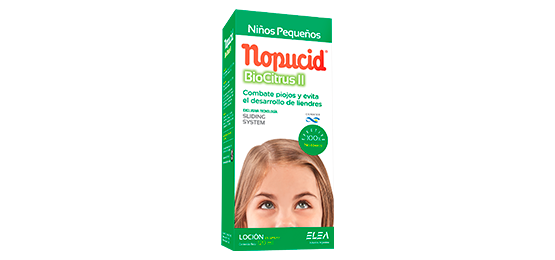 Niños Pequeños
Nopucid
BioCitrus II
Combate piojos y evita
el desarrollo de liendres
SLIDING
SYSTEM
100%
LOCIÓN
ELEA